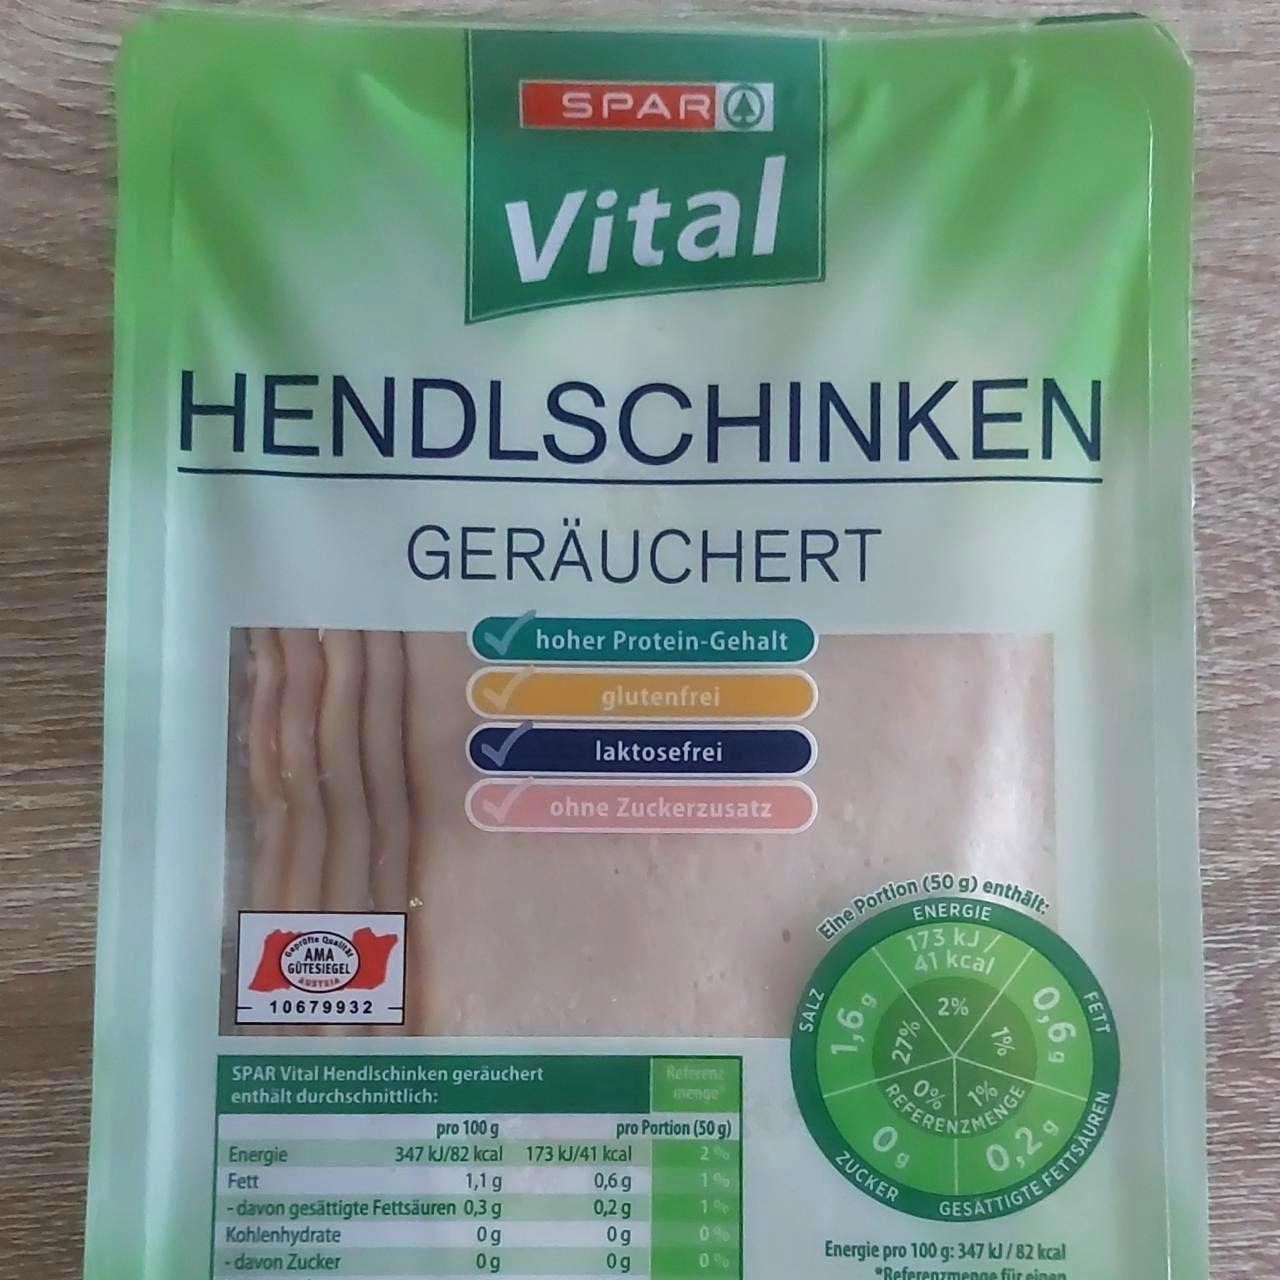 SPAR
Vital
HENDLSCHINKEN
GERÄUCHERT
hoher Protein-Gehalt
glutenfrei
laktosefrei
ohne Zuckerzusatz
Geprüfte Qualität
AMA
GÜTESIEGEL
AUSTRIA
10679932
Eine Portion (50 g) enthält:
ENERGIE
173 kJ/
41 kcal
2%
FETT
0,6 g
1%
GESÄTTIGTE FETTSÄUREN
0,2 g
1%
ZUCKER
0 g
0%
SALZ
1,6 g
27%
REFERENZMENGE
SPAR Vital Hendlschinken geräuchert
enthält durchschnittlich:
Referenz
menge*
pro 100 g pro Portion (50 g)
Energie 347 kJ/82 kcal 173 kJ/41 kcal 2%
Fett 1,1 g 0,6 g 1%
- davon gesättigte Fettsäuren 0,3 g 0,2 g 1%
Kohlenhydrate 0 g 0 g 0%
- davon Zucker 0 g 0 g 0%
Energie pro 100 g: 347 kJ / 82 kcal
*Referenzmenge für einen